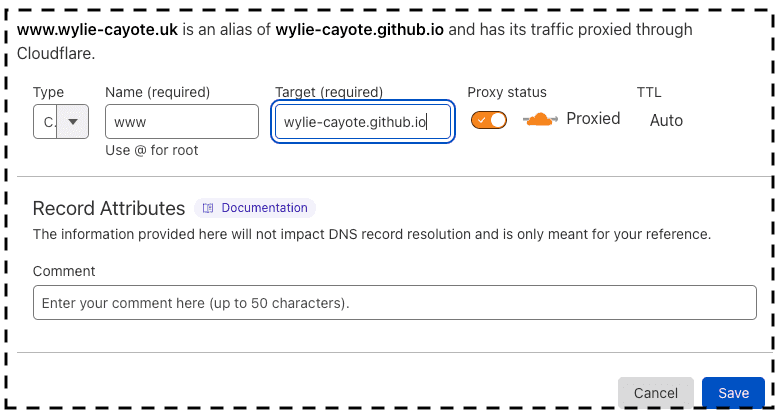 www.wylie-cayote.uk is an alias of wylie-cayote.github.io and has its traffic proxied through
Cloudflare.
Type Name (required) Target (required) Proxy status TTL
C. www wylie-cayote.github.io Proxied Auto
Use @ for root
Record Attributes Documentation
The information provided here will not impact DNS record resolution and is only meant for your reference.
Comment
Enter your comment here (up to 50 characters).
Cancel Save